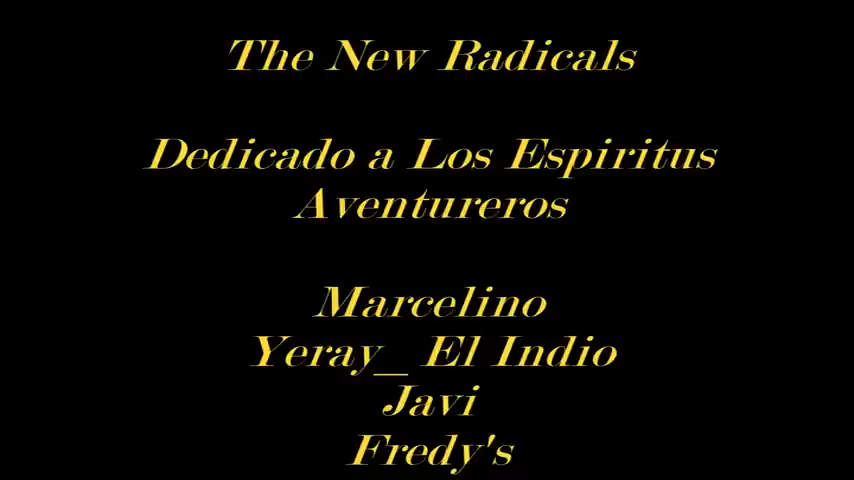 The New Radicals
Dedicado a Los Espiritus
Aventureros
Marcelino
Yeray_ El Indio
Javi
Fredy's